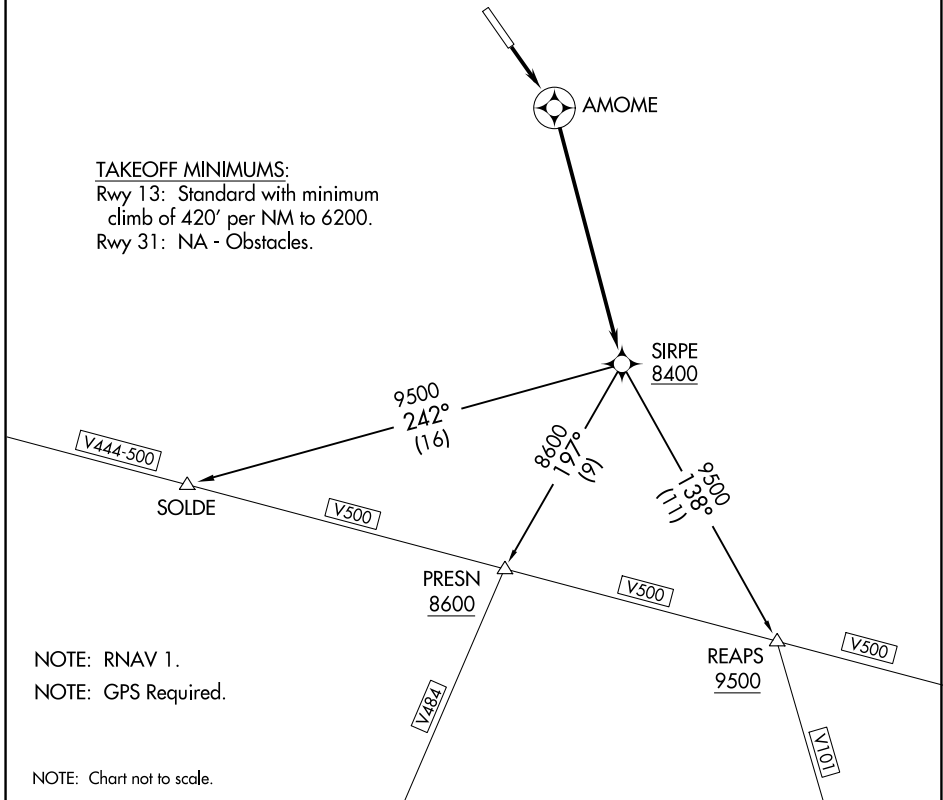 AMOME
TAKEOFF MINIMUMS:
Rwy 13: Standard with minimum
climb of 420' per NM to 6200.
Rwy 31: NA - Obstacles.
SIRPE
8400
9500
242°
(16)
8600
197°
(9)
9500
138°
(11)
V444-500
SOLDE
V500
PRESN
8600
V500
REAPS
9500
V500
NOTE: RNAV 1.
NOTE: GPS Required.
V484
V101
NOTE: Chart not to scale.